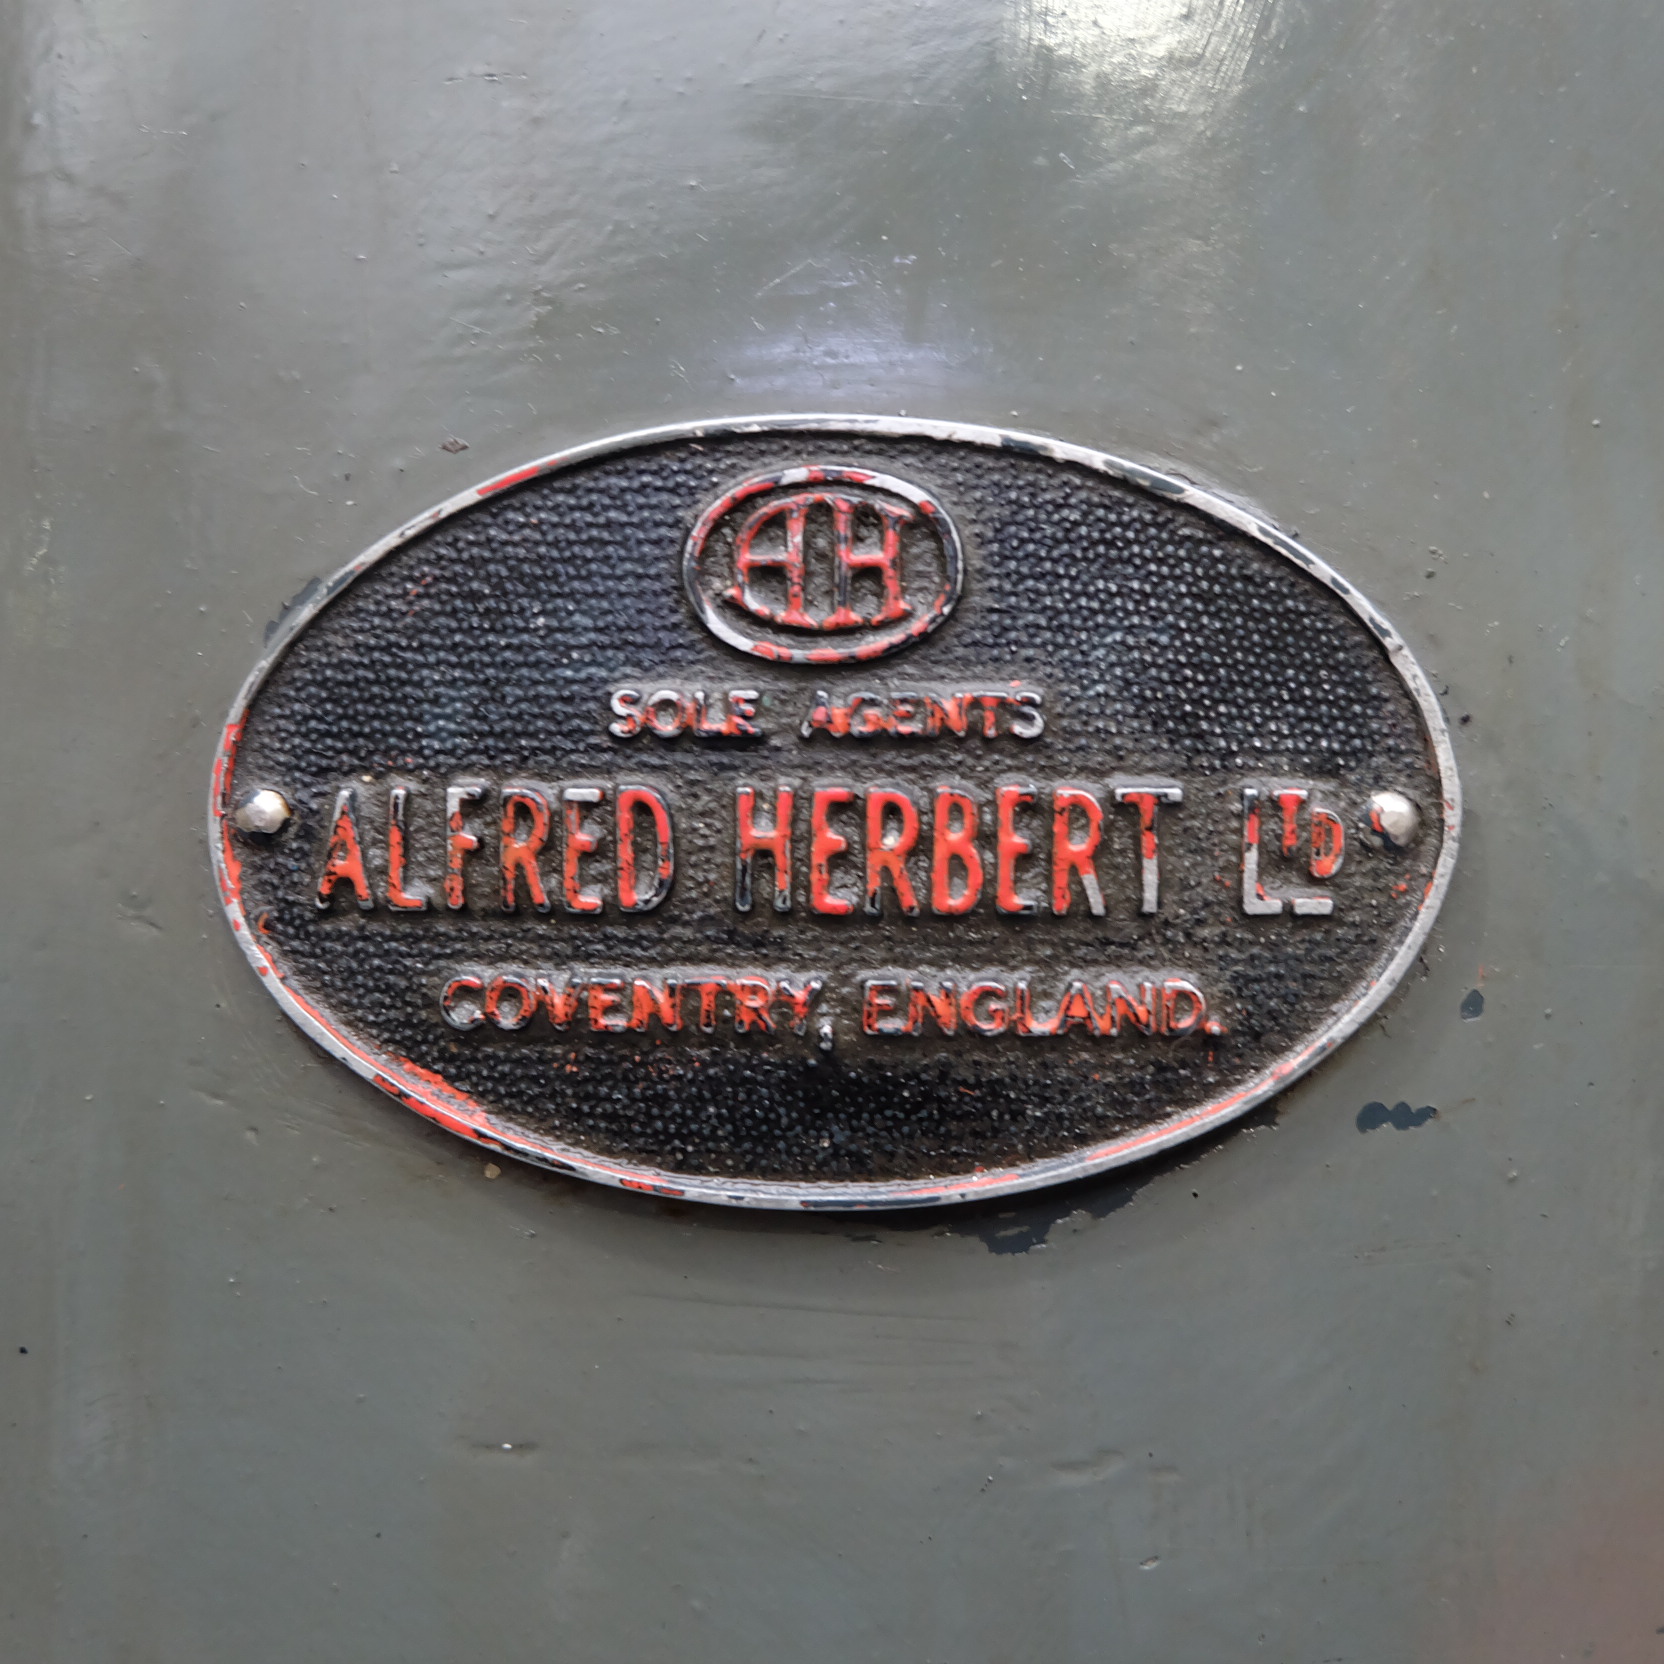 AH
SOLE AGENTS
ALFRED HERBERT LTD
COVENTRY, ENGLAND.